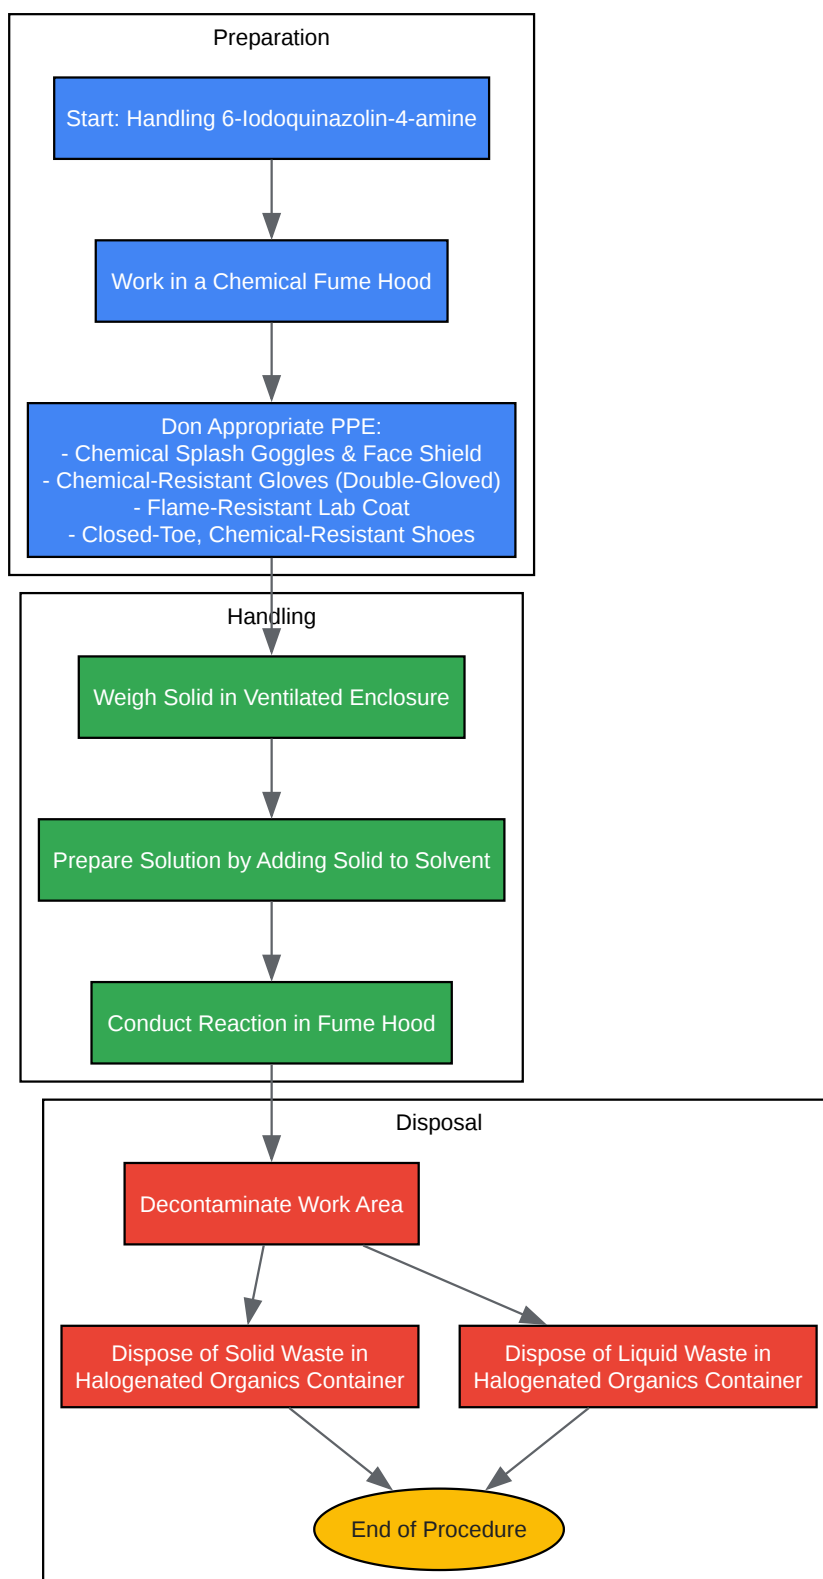 Preparation
Start: Handling 6-Iodoquinazolin-4-amine
Work in a Chemical Fume Hood
Don Appropriate PPE:
- Chemical Splash Goggles & Face Shield
- Chemical-Resistant Gloves (Double-Gloved)
- Flame-Resistant Lab Coat
- Closed-Toe, Chemical-Resistant Shoes
Handling
Weigh Solid in Ventilated Enclosure
Prepare Solution by Adding Solid to Solvent
Conduct Reaction in Fume Hood
Disposal
Decontaminate Work Area
Dispose of Solid Waste in
Halogenated Organics Container
Dispose of Liquid Waste in
Halogenated Organics Container
End of Procedure